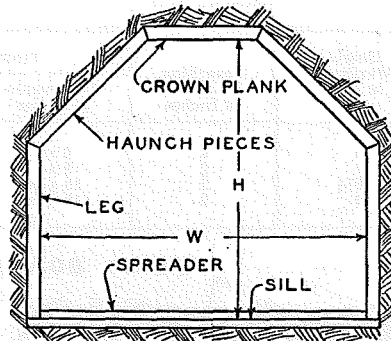 CROWN PLANK
HAUNCH PIECES
H
LEG
W
SPREADER
SILL